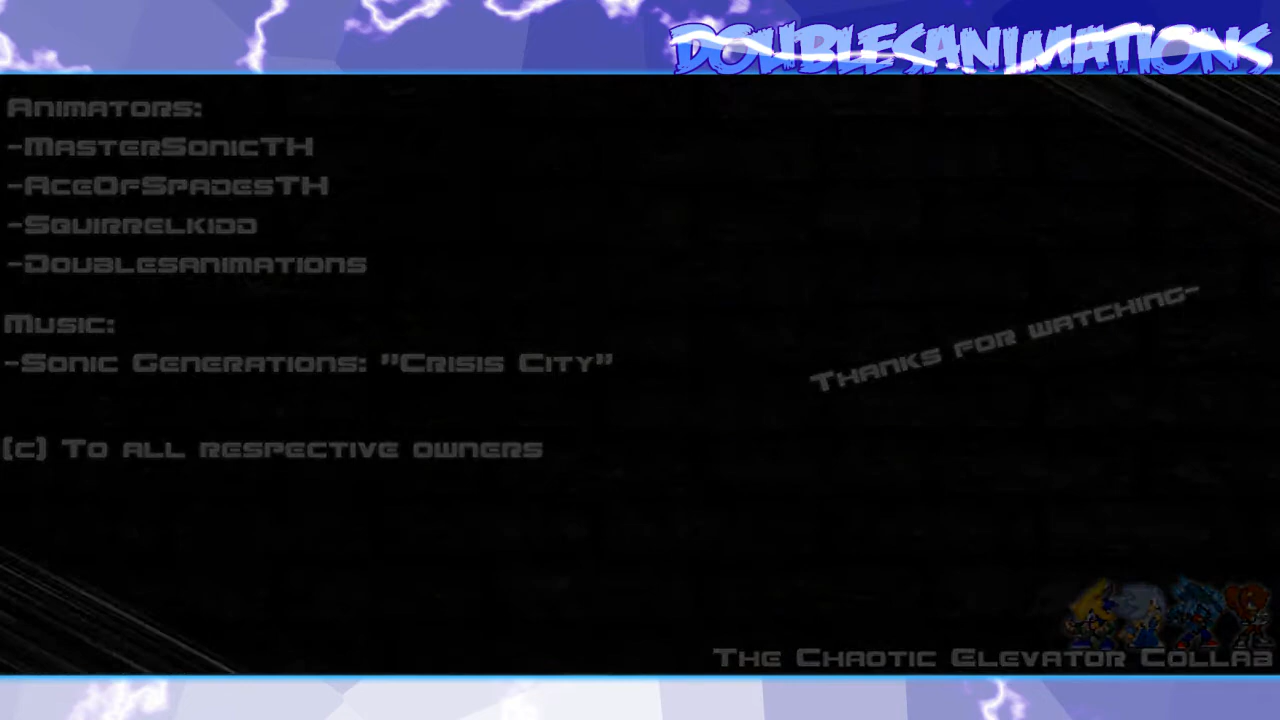 DOUBLESANIMATIONS
Animators:
-MasterSonicTH
-AceOfSpadesTH
-Squirrelkidd
-Doublesanimations
Music:
-Sonic Generations: "Crisis City"
Thanks for watching-
(c) To all respective owners
The Chaotic Elevator Collab